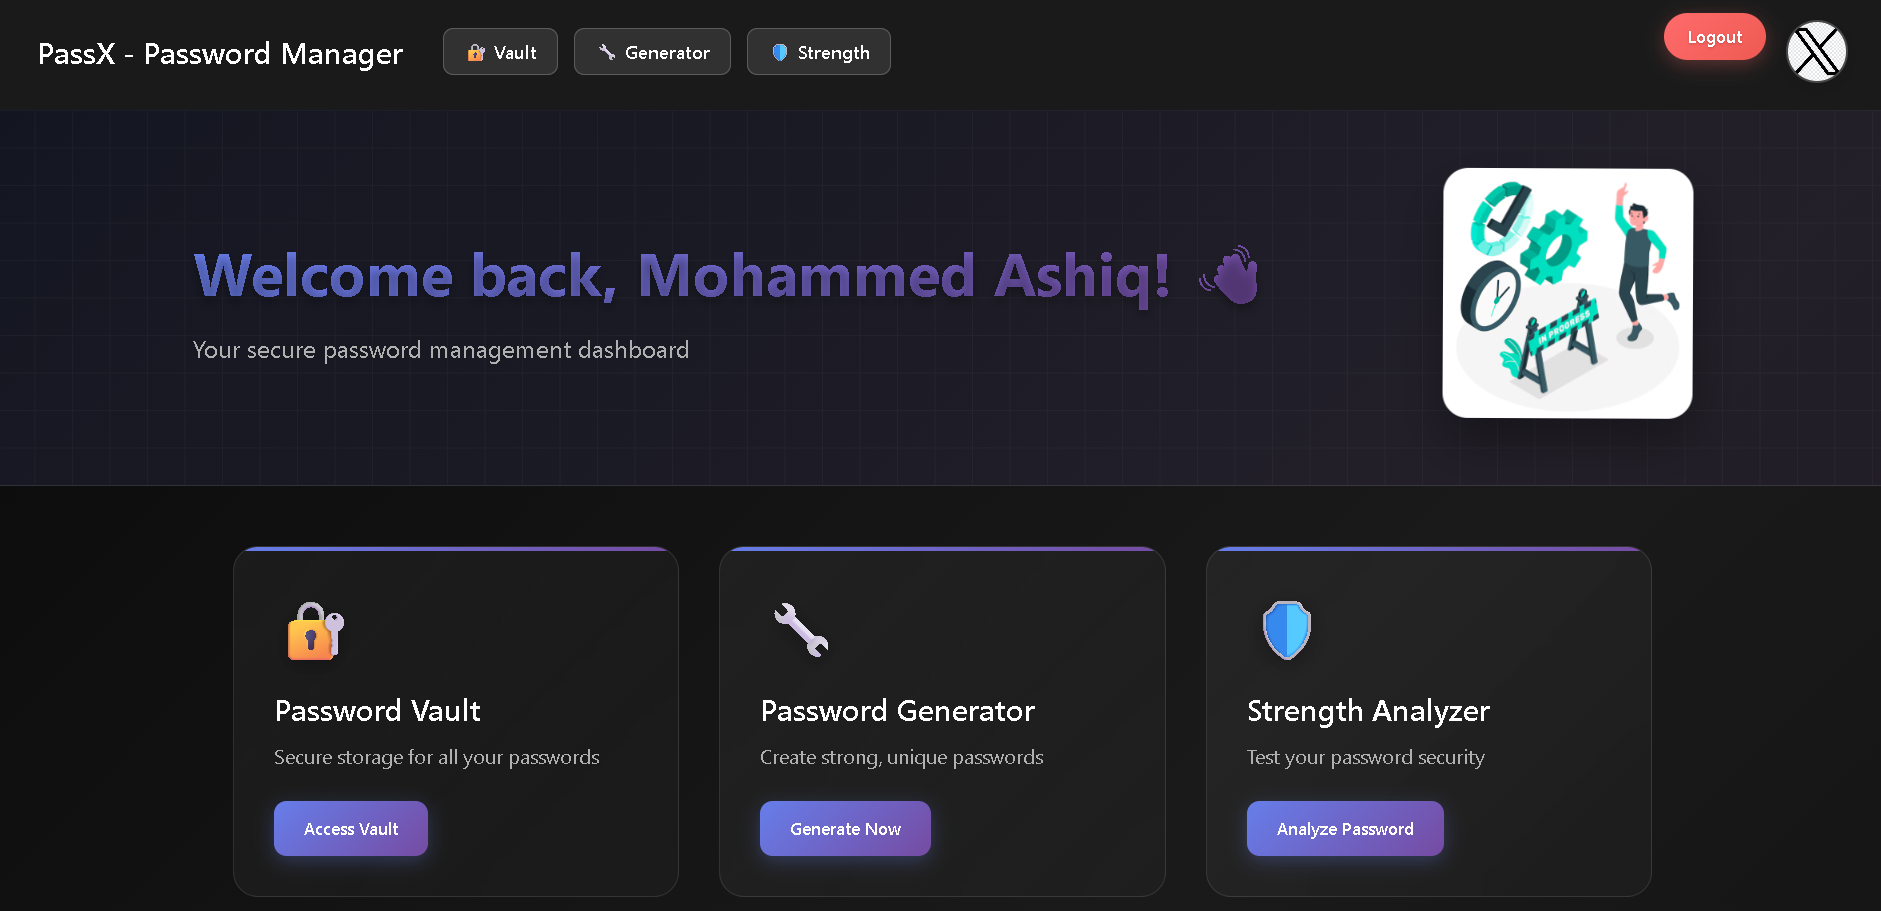 PassX - Password Manager
🔐 Vault
🔧 Generator
🛡️ Strength
Logout
Welcome back, Mohammed Ashiq! 👋
Your secure password management dashboard
IN PROGRESS
Password Vault
Secure storage for all your passwords
Access Vault
Password Generator
Create strong, unique passwords
Generate Now
Strength Analyzer
Test your password security
Analyze Password